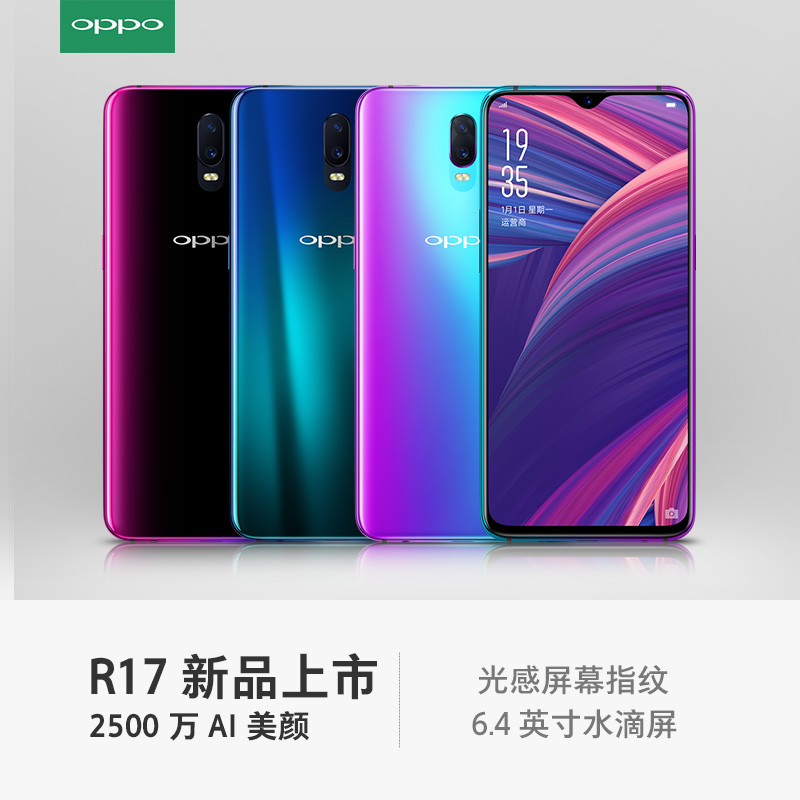 OPPO
OPPO
OPPO
OPPO
19
35
1月1日 星期一
运营商
R17 新品上市
2500 万 AI 美颜
光感屏幕指纹
6.4 英寸水滴屏